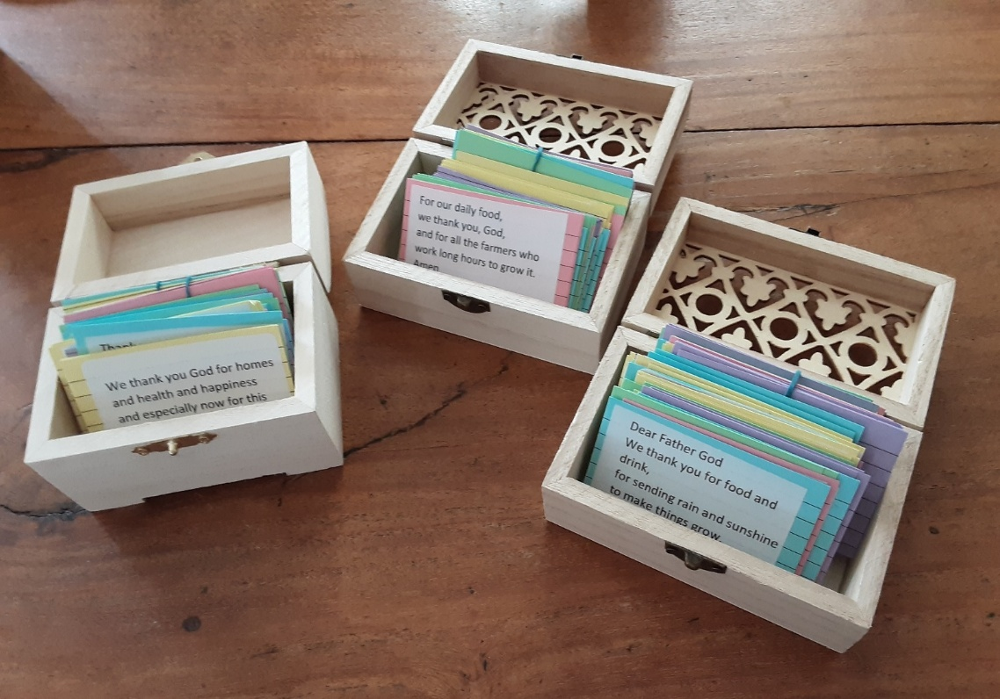 For our daily food,
we thank you, God,
and for all the farmers who
work long hours to grow it.
Amen
Thank
We thank you God for homes
and health and happiness
and especially now for this
Dear Father God
We thank you for food and
drink,
for sending rain and sunshine
to make things grow.